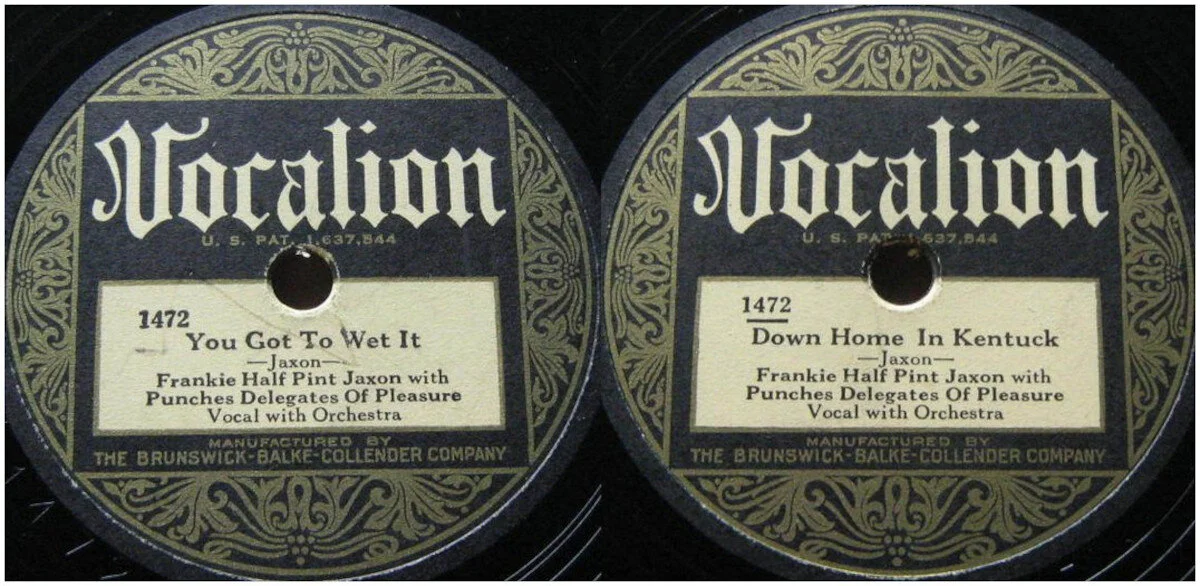 Vocalion
U. S. PAT. 1,637,544
1472
You Got To Wet It
—Jaxon—
Frankie Half Pint Jaxon with
Punches Delegates Of Pleasure
Vocal with Orchestra
MANUFACTURED BY
THE BRUNSWICK-BALKE-COLLENDER COMPANY
Vocalion
U. S. PAT. 1,637,544
1472
Down Home In Kentuck
—Jaxon—
Frankie Half Pint Jaxon with
Punches Delegates Of Pleasure
Vocal with Orchestra
MANUFACTURED BY
THE BRUNSWICK-BALKE-COLLENDER COMPANY